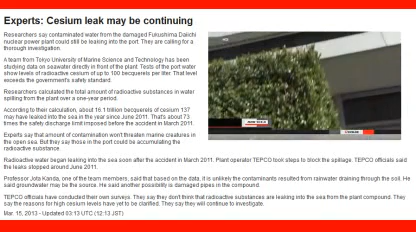 Experts: Cesium leak may be continuing
Researchers say contaminated water from the damaged Fukushima Daiichi
nuclear power plant could still be leaking into the port. They are calling for a
thorough investigation.
A team from Tokyo University of Marine Science and Technology has been
studying data on seawater directly in front of the plant. Tests of the port water
show levels of radioactive cesium of up to 100 becquerels per liter. That level
exceeds the government's safety standard.
Researchers calculated the total amount of radioactive substances in water
spilling from the plant over a one-year period.
According to their calculation, about 16.1 trillion becquerels of cesium 137
may have leaked into the sea in the year since June 2011. That's about 73
times the safety discharge limit imposed before the accident in March 2011.
Experts say that amount of contamination won't threaten marine creatures in
the open sea. But they say those in the port could be accumulating the
radioactive substance.
Radioactive water began leaking into the sea soon after the accident in March 2011. Plant operator TEPCO took steps to block the spillage. TEPCO officials said
the leaks stopped around June 2011.
Professor Jota Kanda, one of the team members, said that based on the data, it is unlikely the contaminants resulted from rainwater draining through the soil. He
said groundwater may be the source. He said another possibility is damaged pipes in the compound.
TEPCO officials have conducted their own surveys. They say they don't think that radioactive substances are leaking into the sea from the plant compound. They
say the reasons for high cesium levels have yet to be clarified. They say they will continue to investigate.
Mar. 15, 2013 - Updated 03:13 UTC (12:13 JST)